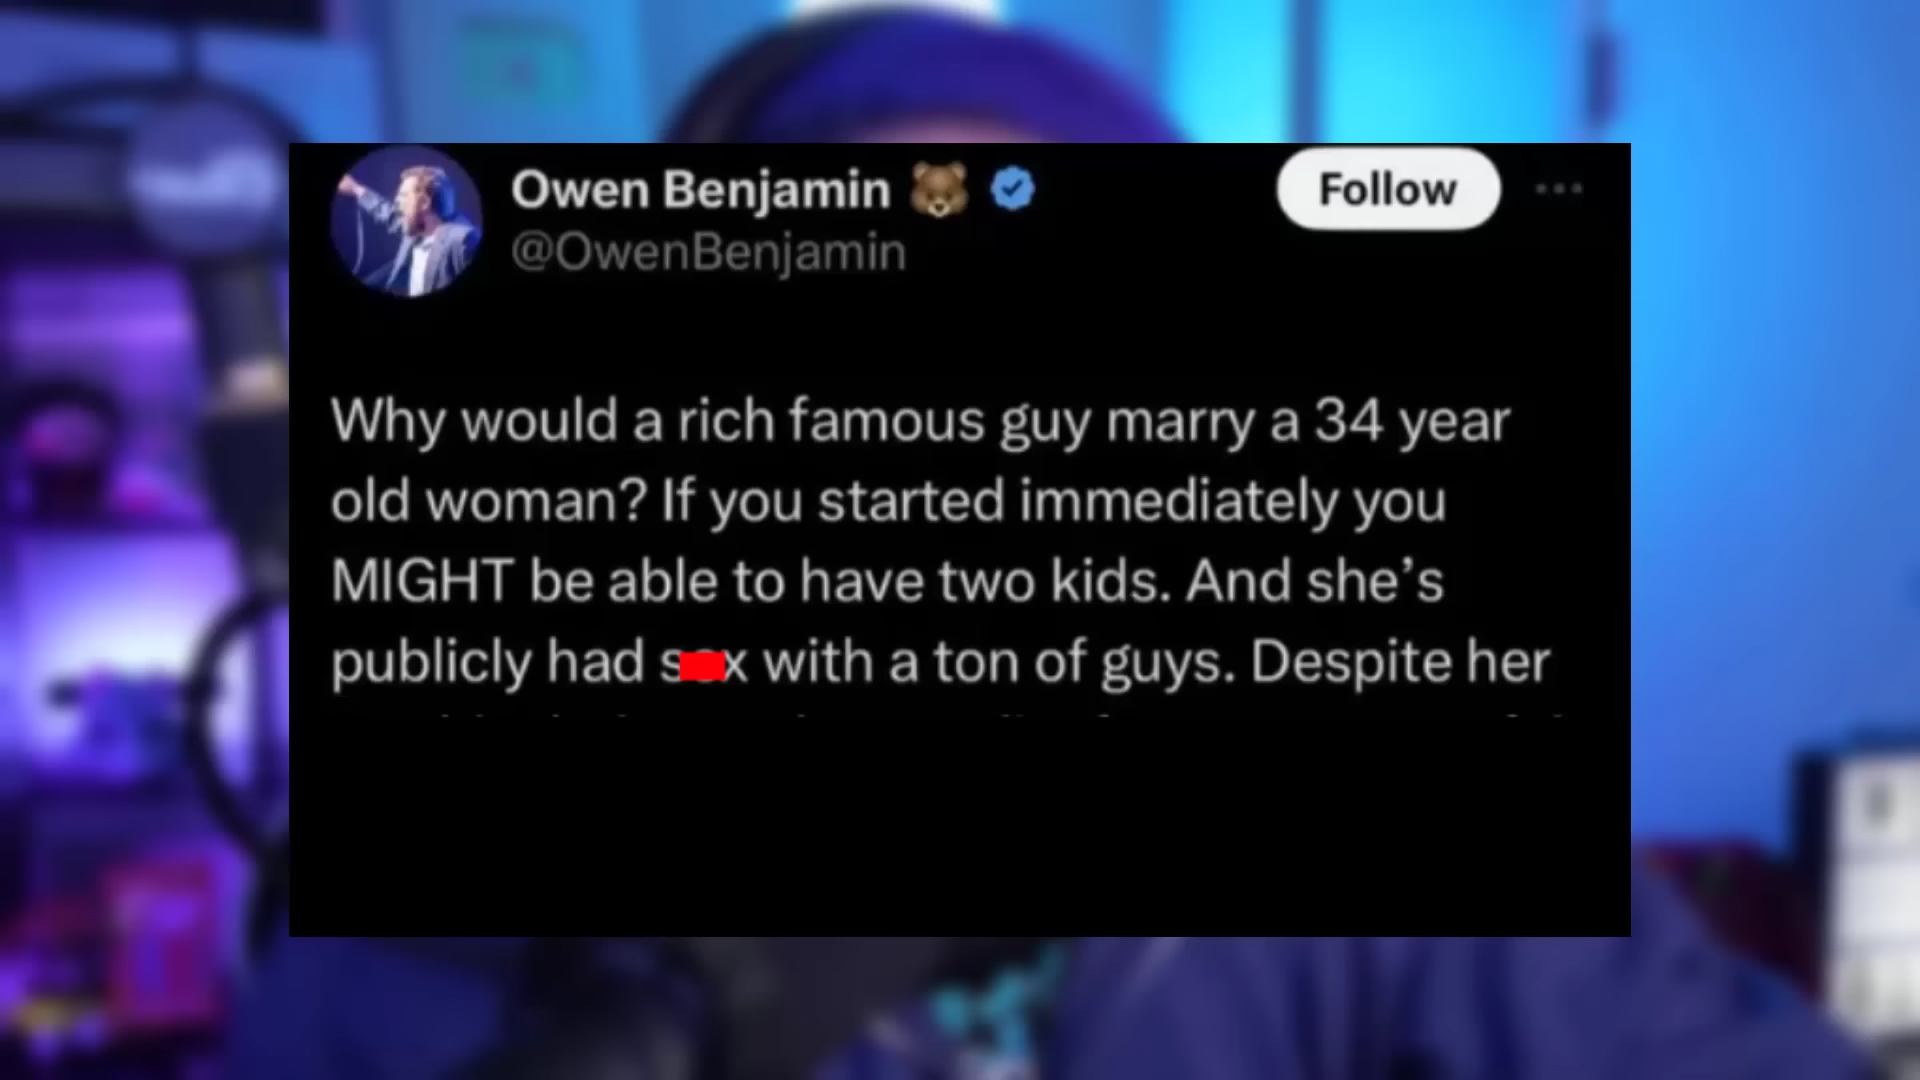 Owen Benjamin 🐻
@OwenBenjamin
Follow
Why would a rich famous guy marry a 34 year
old woman? If you started immediately you
MIGHT be able to have two kids. And she's
publicly had with a ton of guys. Despite her